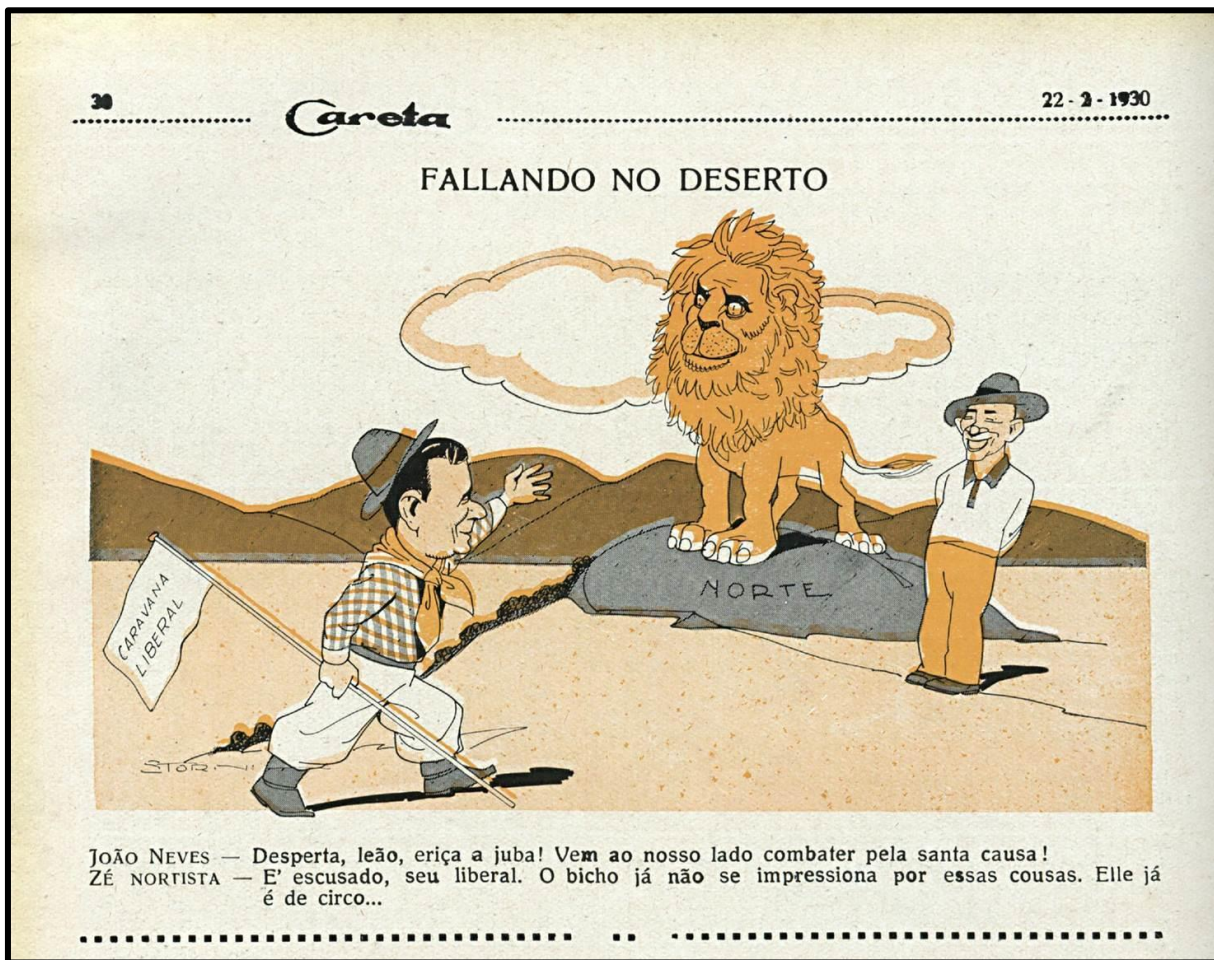 30
Careta
22 - 2 - 1930
FALLANDO NO DESERTO
NORTE
CARAVANA
LIBERAL
STORNI
JOÃO NEVES — Desperta, leão, eriça a juba! Vem ao nosso lado combater pela santa causa!
ZÉ NORTISTA — E' escusado, seu liberal. O bicho já não se impressiona por essas cousas. Elle já
é de circo...